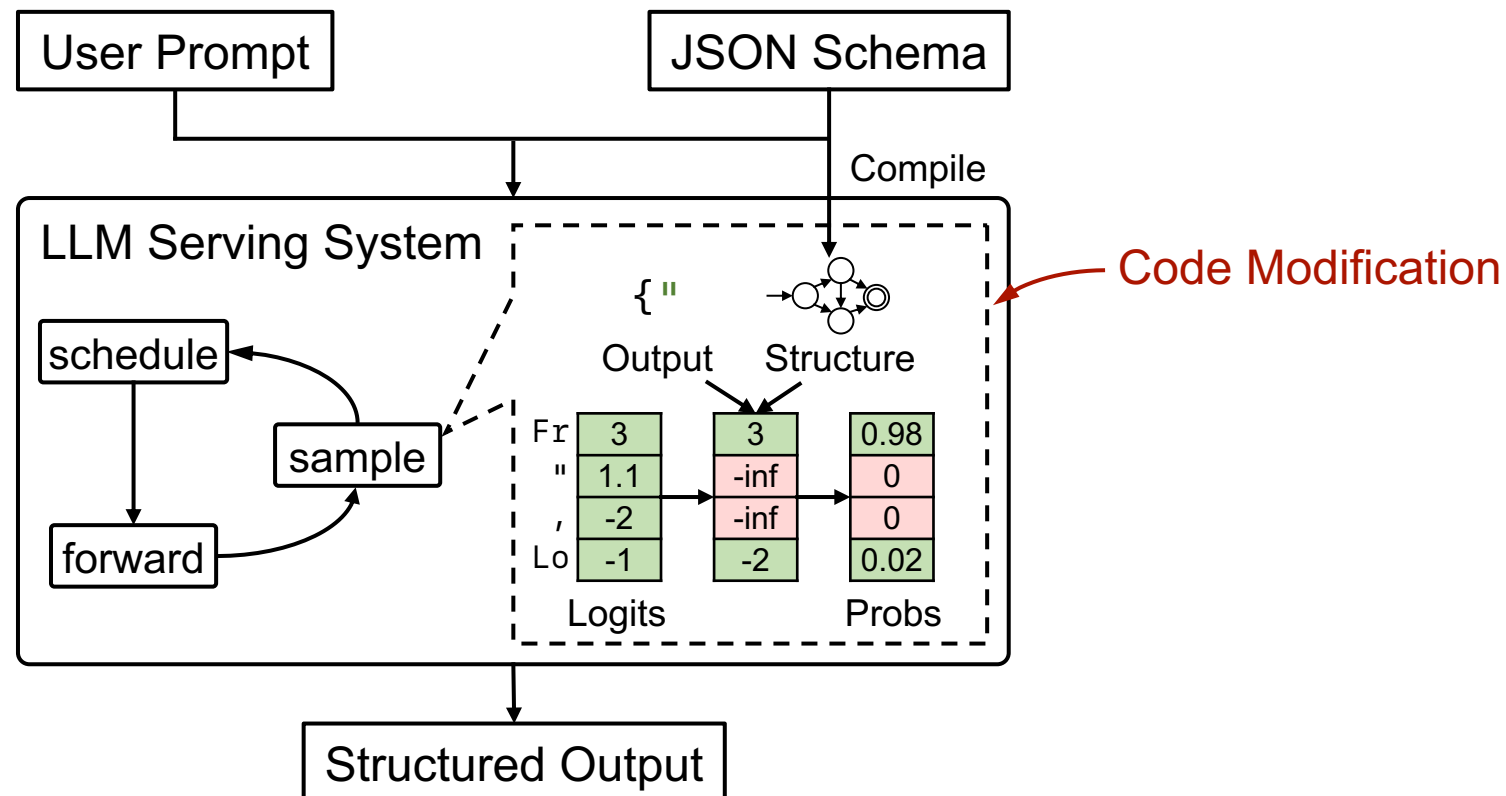 User Prompt
JSON Schema
Compile
LLM Serving System
Code Modification
{"
schedule
Output
Structure
sample
forward
Fr 3 3 0.98
" 1.1 -inf 0
, -2 -inf 0
Lo -1 -2 0.02
Logits
Probs
Structured Output